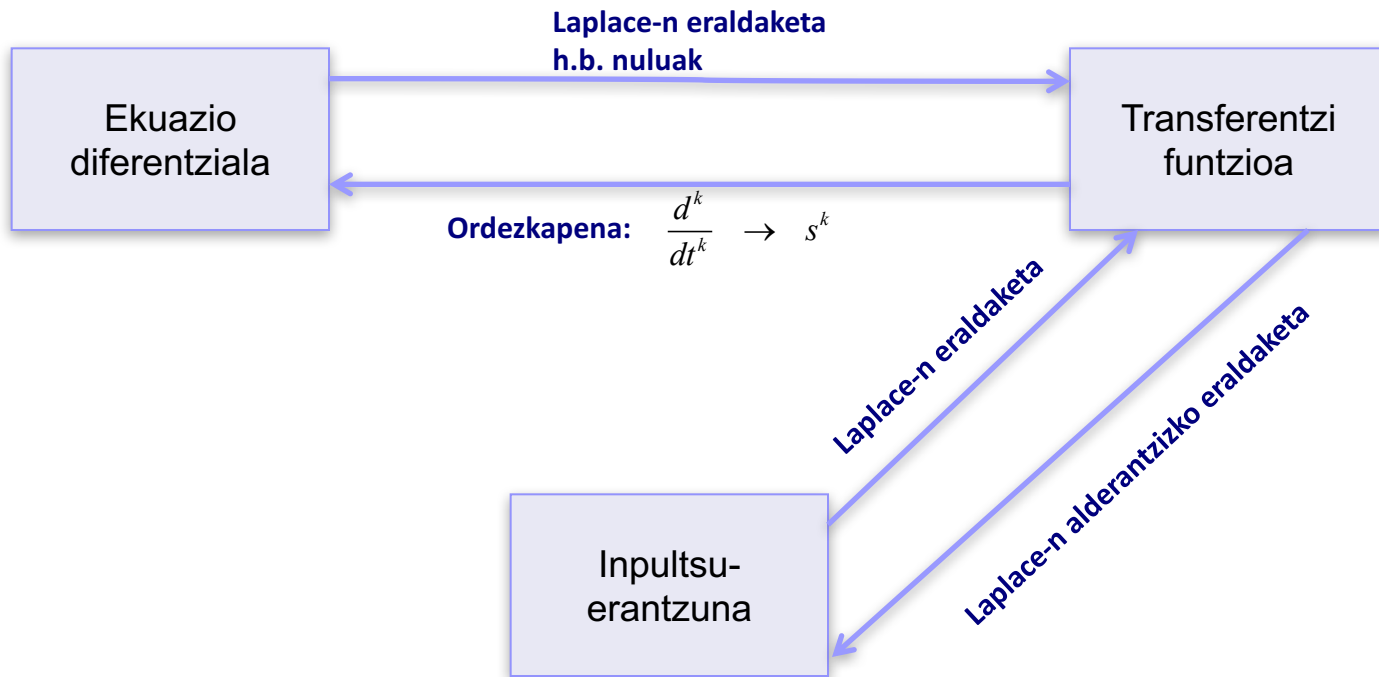 Laplace-n eraldaketa
h.b. nuluak
Ekuazio
diferentziala
Transferentzi
funtzioa
Ordezkapena: d^k/dt^k → s^k
Laplace-n eraldaketa
Laplace-n alderantzizko eraldaketa
Inpultsu-
erantzuna